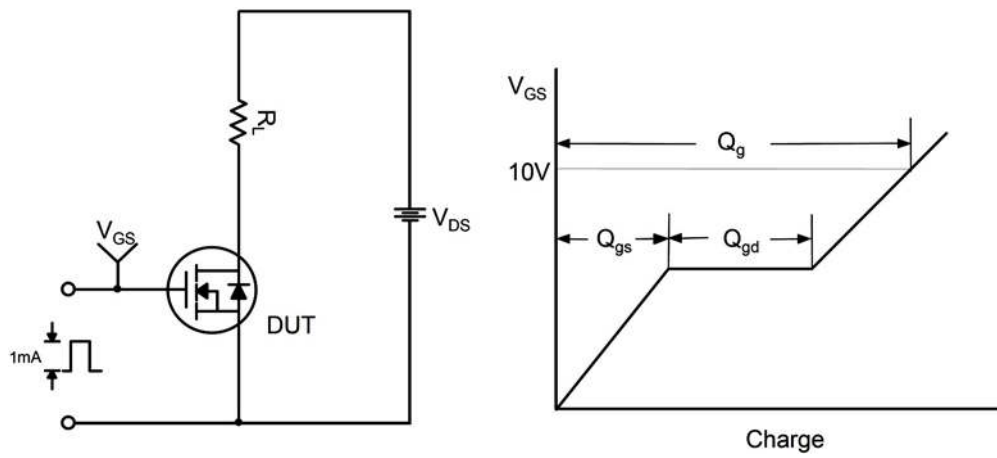 R_L
V_DS
V_GS
DUT
1mA
V_GS
Q_g
10V
Q_gs
Q_gd
Charge